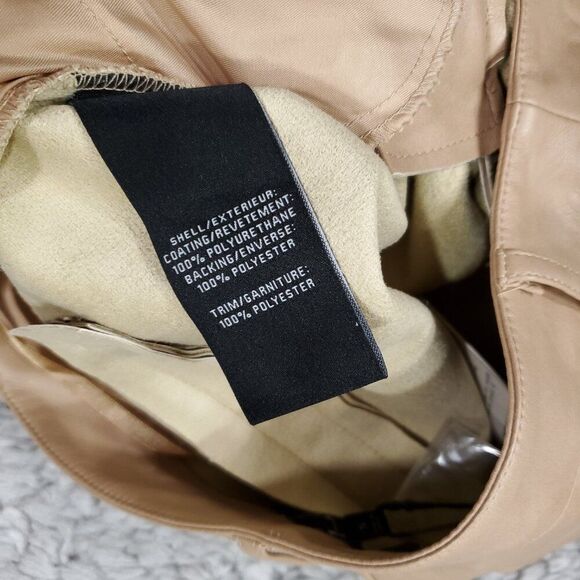 SHELL/EXTERIEUR:
COATING/REVETEMENT:
100% POLYURETHANE
BACKING/ENVERSE:
100% POLYESTER
TRIM/GARNITURE:
100% POLYESTER